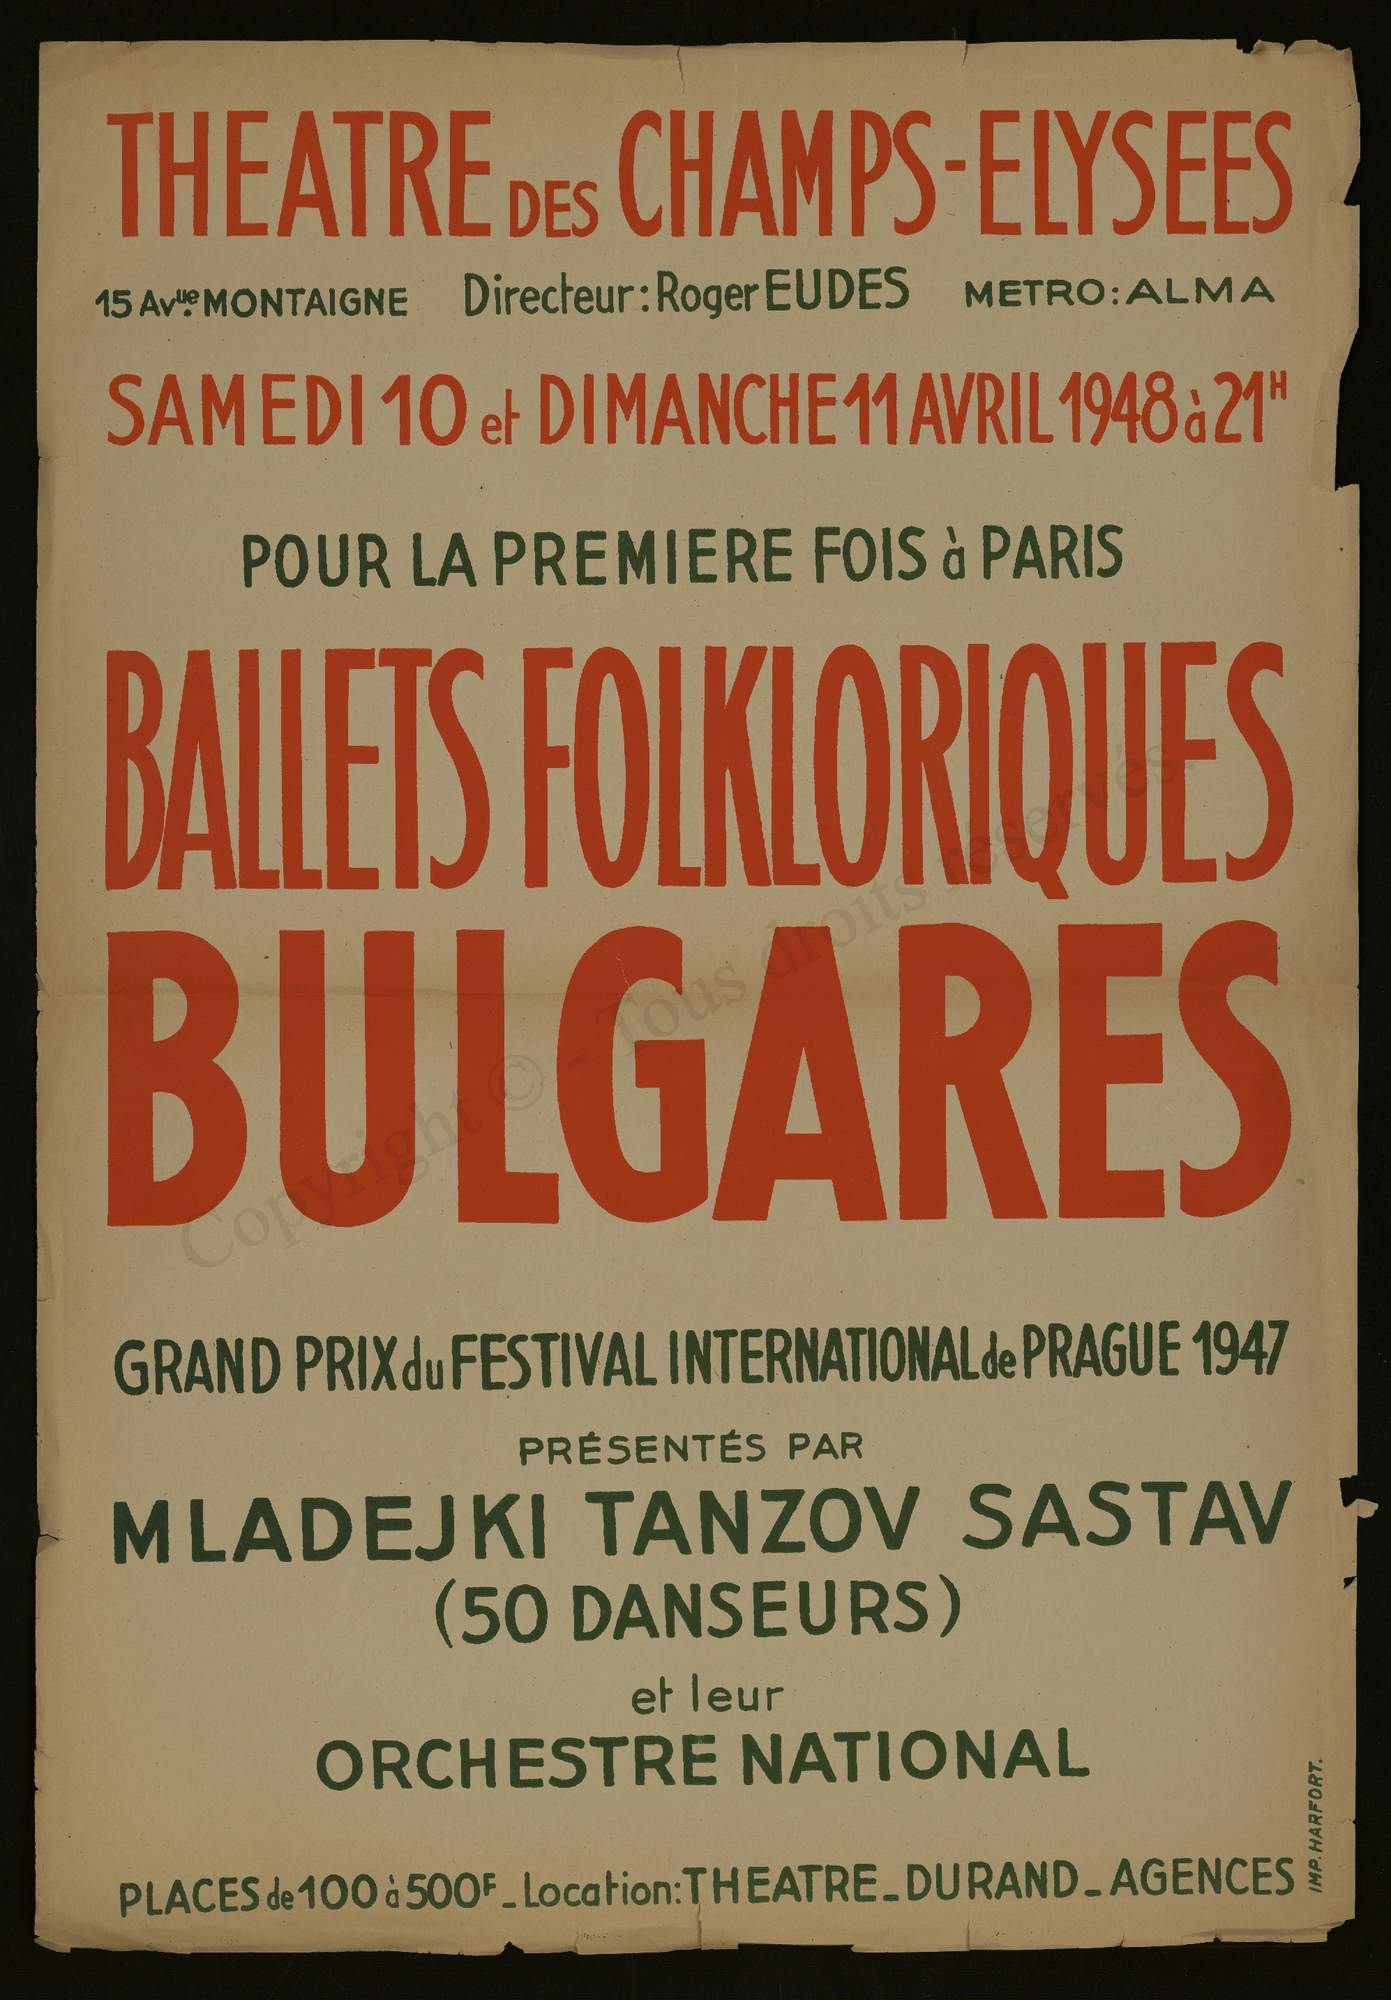 THEATRE DES CHAMPS-ELYSEES
15 Avue. MONTAIGNE Directeur: Roger EUDES METRO: ALMA
SAMEDI 10 et DIMANCHE 11 AVRIL 1948 à 21H
POUR LA PREMIERE FOIS à PARIS
BALLETS FOLKLORIQUES
BULGARES
GRAND PRIX du FESTIVAL INTERNATIONAL de PRAGUE 1947
PRÉSENTÉS PAR
MLADEJKI TANZOV SASTAV
(50 DANSEURS)
et leur
ORCHESTRE NATIONAL
PLACES de 100 à 500F - Location: THEATRE - DURAND - AGENCES
IMP. HARFORT.
Copyright © - Tous droits réservés.